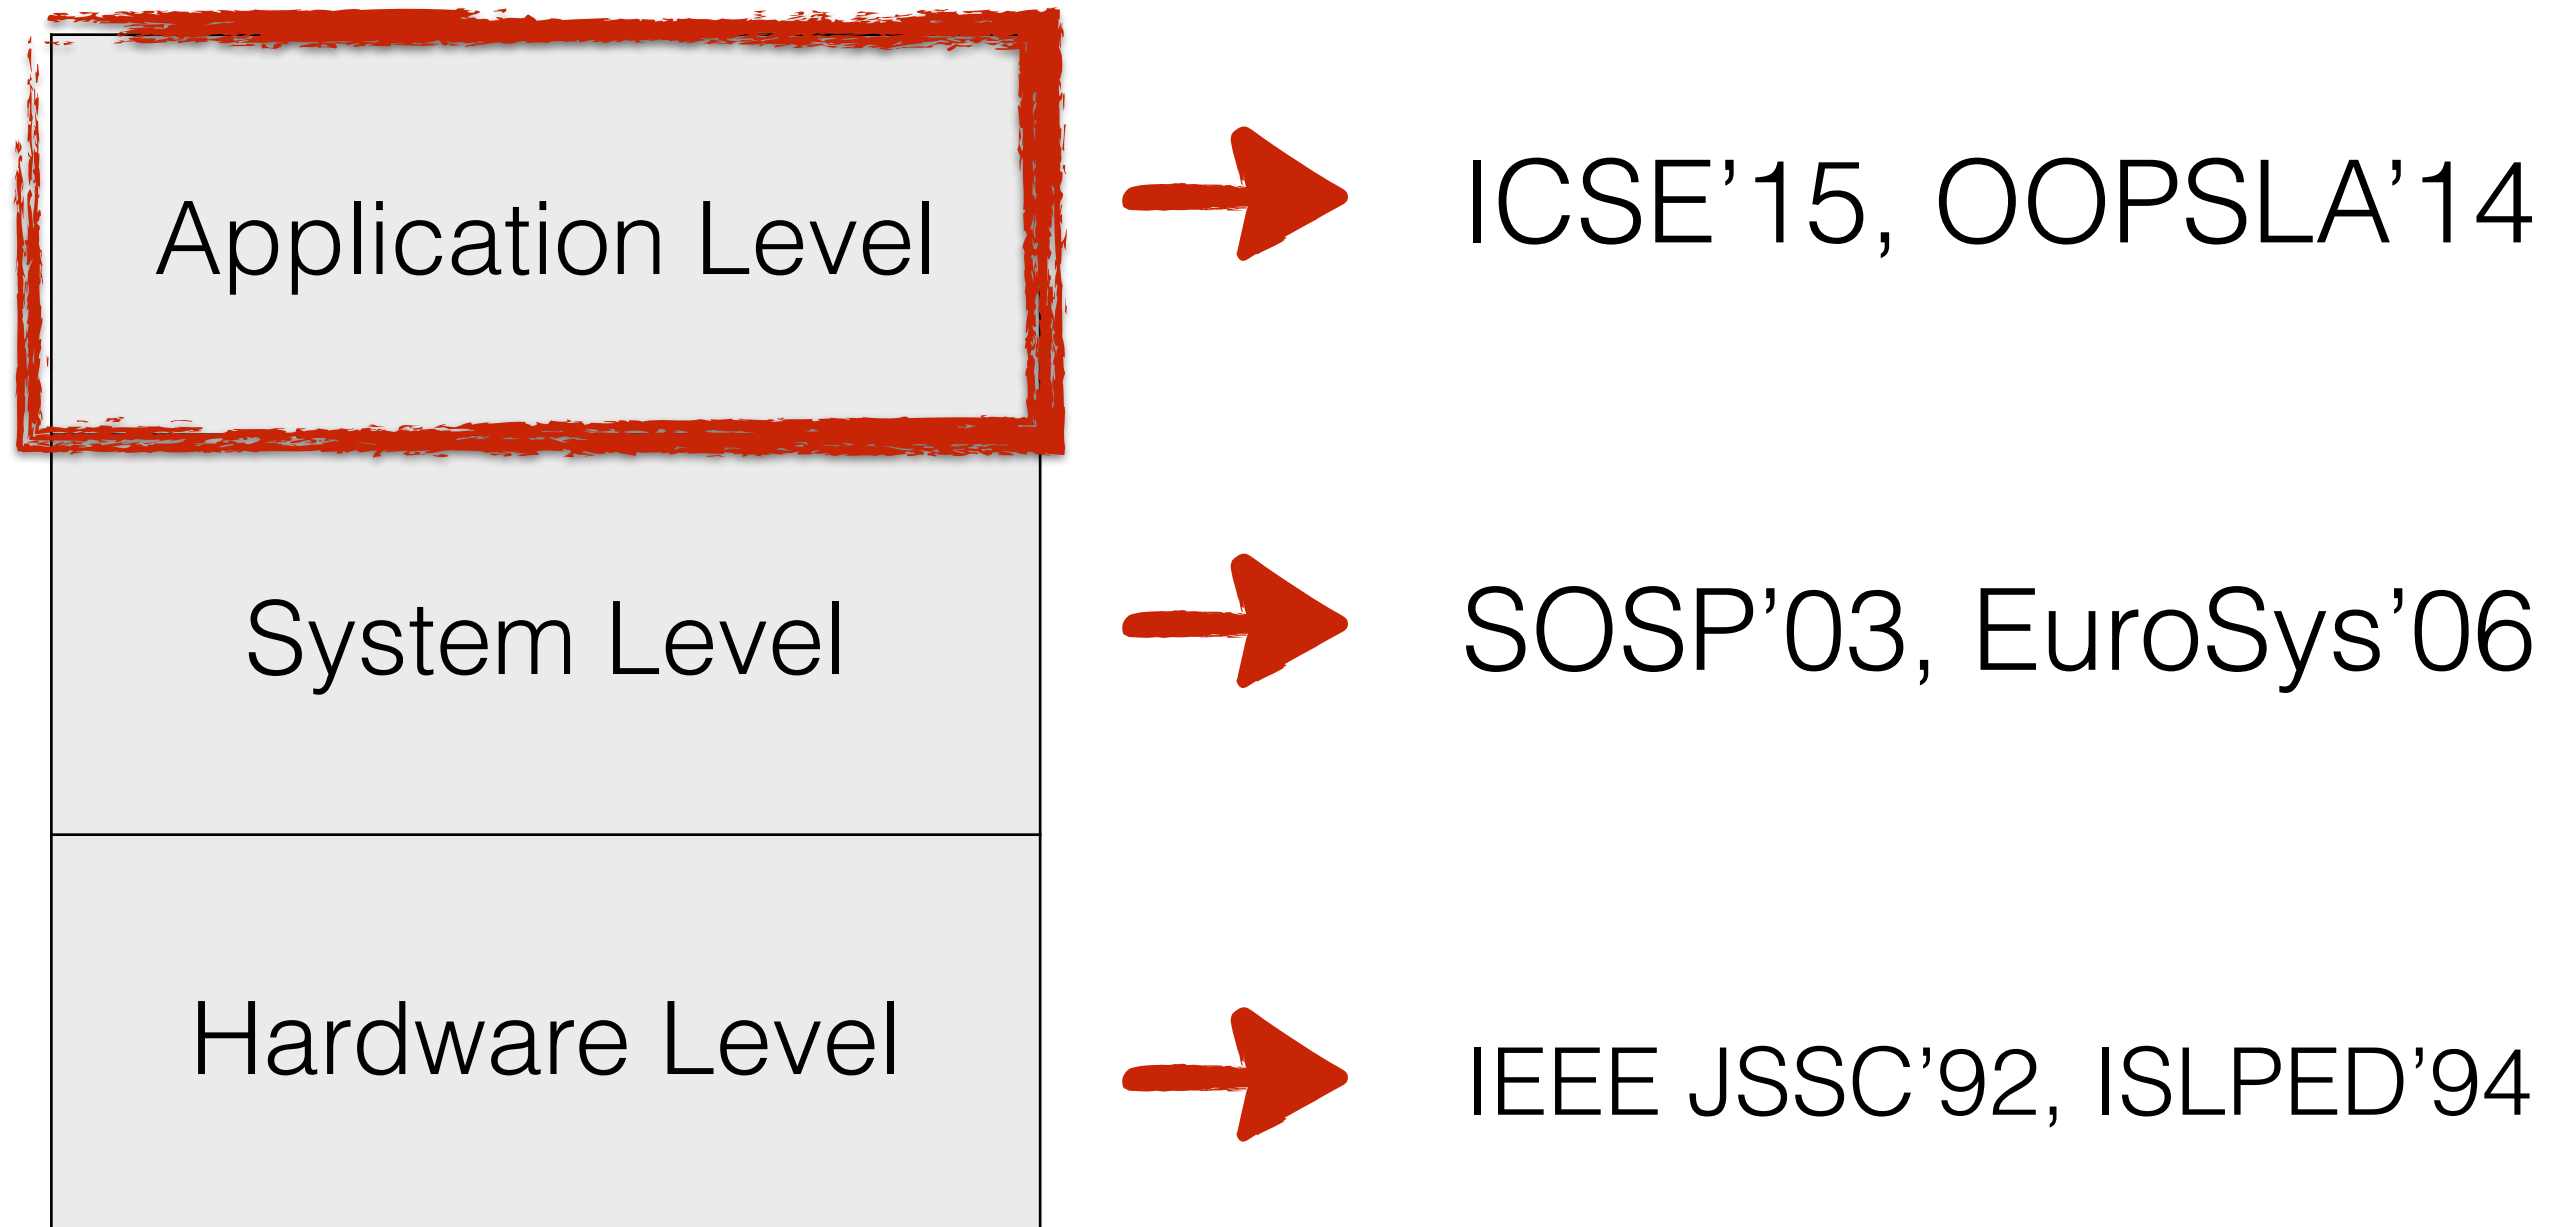 Application Level
ICSE’15, OOPSLA’14
System Level
SOSP’03, EuroSys’06
Hardware Level
IEEE JSSC’92, ISLPED’94